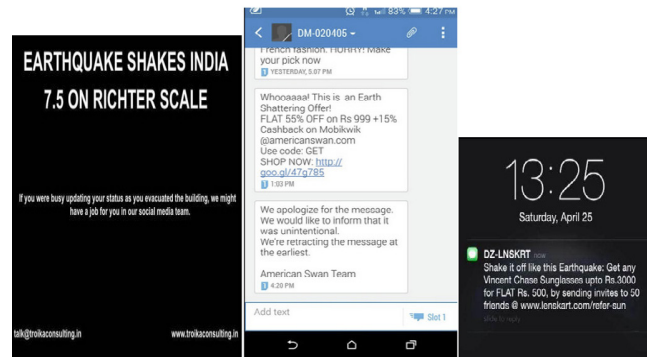 EARTHQUAKE SHAKES INDIA
7.5 ON RICHTER SCALE
If you were busy updating your status as you evacuated the building, we might
have a job for you in our social media team.
talk@troikaconsulting.in
www.troikaconsulting.in
83% 4:27 PM
DM-020405
French fashion. HURRY! Make
your pick now
YESTERDAY, 5:07 PM
Whooaaaa! This is an Earth
Shattering Offer!
FLAT 55% OFF on Rs 999 +15%
Cashback on Mobikwik
@americanswan.com
Use code: GET
SHOP NOW: http://
goo.gl/47g785
1:03 PM
We apologize for the message.
We would like to inform that it
was unintentional.
We're retracting the message at
the earliest.
American Swan Team
4:20 PM
Add text
Slot 1
13:25
Saturday, April 25
DZ-LNSKRT now
Shake it off like this Earthquake: Get any
Vincent Chase Sunglasses upto Rs.3000
for FLAT Rs. 500, by sending invites to 50
friends @ www.lenskart.com/refer-sun
slide to reply